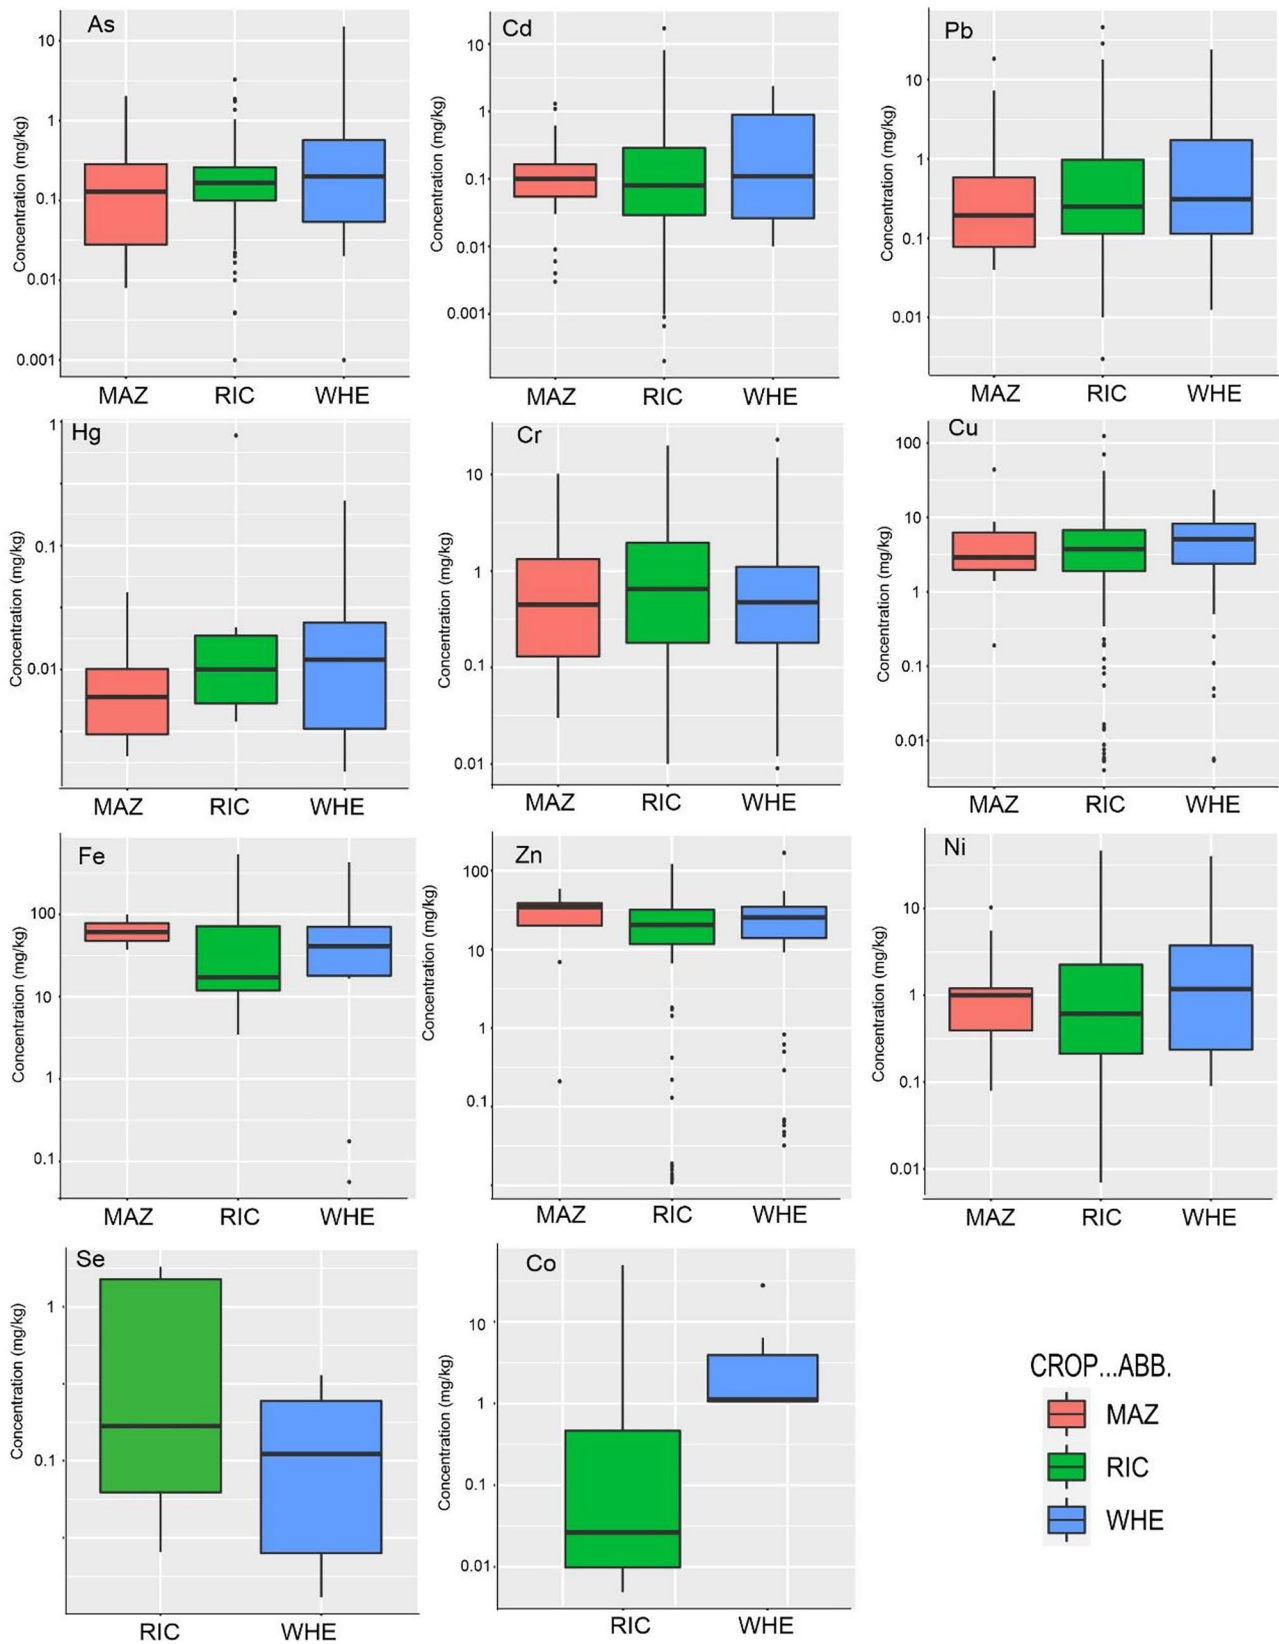 As
Concentration (mg/kg)
10
1
0.1
0.01
0.001
MAZ RIC WHE
Cd
Concentration (mg/kg)
10
1
0.1
0.01
0.001
MAZ RIC WHE
Pb
Concentration (mg/kg)
10
1
0.1
0.01
MAZ RIC WHE
Hg
Concentration (mg/kg)
1
0.1
0.01
MAZ RIC WHE
Cr
Concentration (mg/kg)
10
1
0.1
0.01
MAZ RIC WHE
Cu
Concentration (mg/kg)
100
10
1
0.1
0.01
MAZ RIC WHE
Fe
Concentration (mg/kg)
100
10
1
0.1
MAZ RIC WHE
Zn
Concentration (mg/kg)
100
10
1
0.1
MAZ RIC WHE
Ni
Concentration (mg/kg)
10
1
0.1
0.01
MAZ RIC WHE
Se
Concentration (mg/kg)
1
0.1
RIC WHE
Co
Concentration (mg/kg)
10
1
0.1
0.01
RIC WHE
CROP...ABB.
MAZ
RIC
WHE